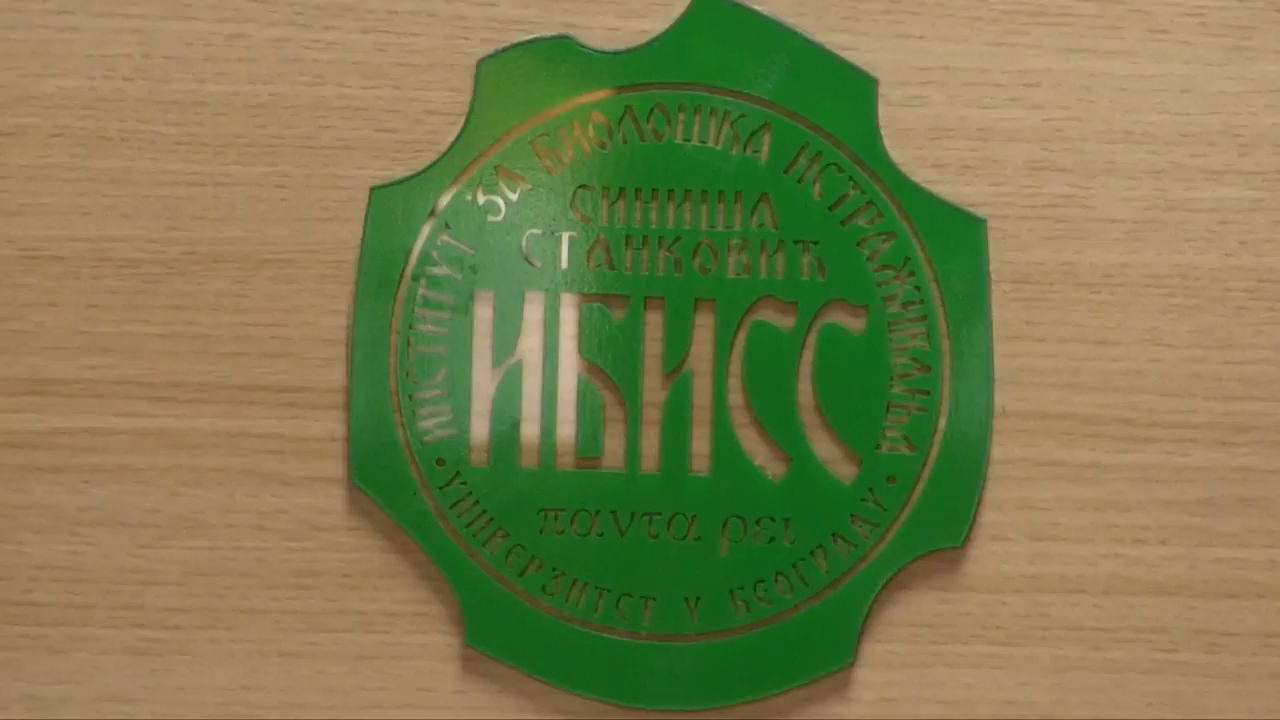 ИНСТИТУТ ЗА БИОЛОШКА ИСТРАЖИВАЊА
СИНИША
СТАНКОВИЋ
ИБИСС
παντα ρει
• УНИВЕРЗИТЕТ У БЕОГРАДУ •